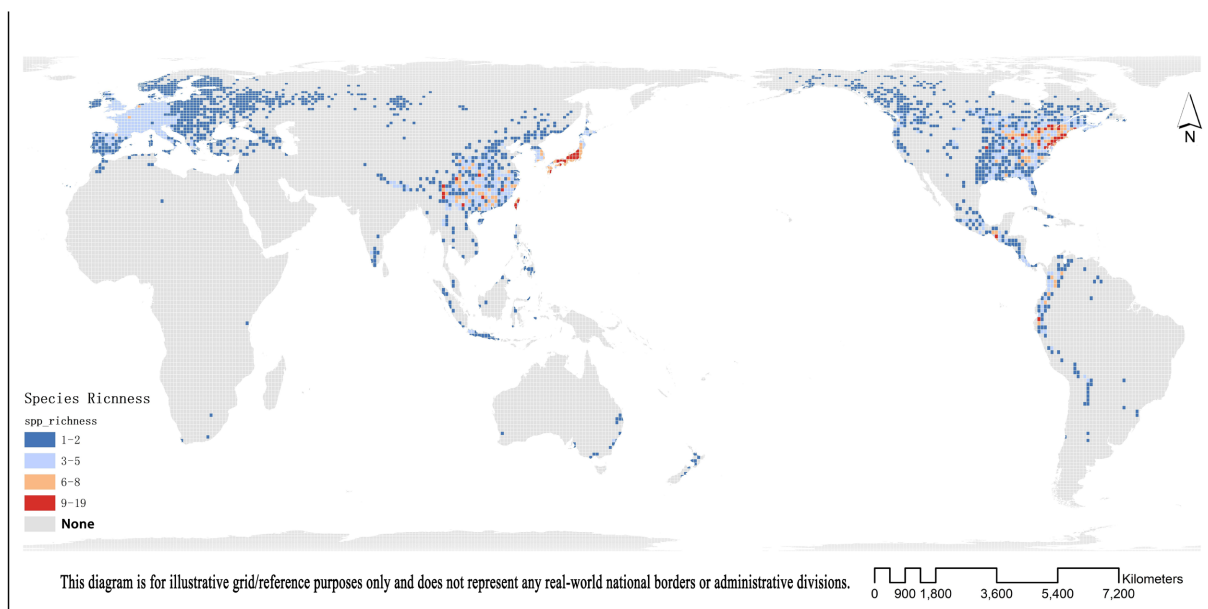 N
Species Ricnness
spp_richness
1-2
3-5
6-8
9-19
None
This diagram is for illustrative grid/reference purposes only and does not represent any real-world national borders or administrative divisions.
Kilometers
0 900 1,800 3,600 5,400 7,200